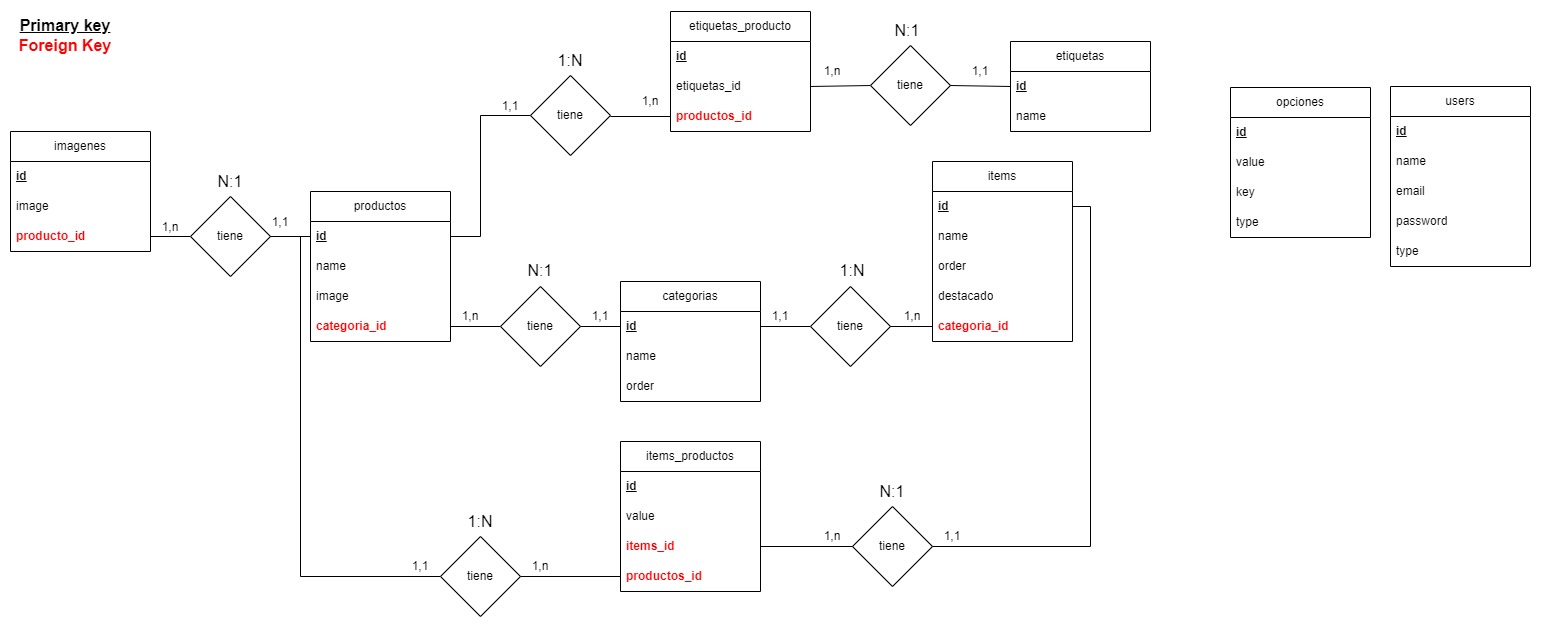 Primary key
Foreign Key
imagenes
id
image
producto_id
N:1
1,n
tiene
1,1
productos
id
name
image
categoria_id
1:N
1,1
tiene
1,n
etiquetas_producto
id
etiquetas_id
productos_id
N:1
1,n
tiene
1,1
etiquetas
id
name
N:1
1,n
tiene
1,1
categorias
id
name
order
1:N
1,1
tiene
1,n
items
id
name
order
destacado
categoria_id
1:N
1,1
tiene
1,n
items_productos
id
value
items_id
productos_id
N:1
1,n
tiene
1,1
opciones
id
value
key
type
users
id
name
email
password
type